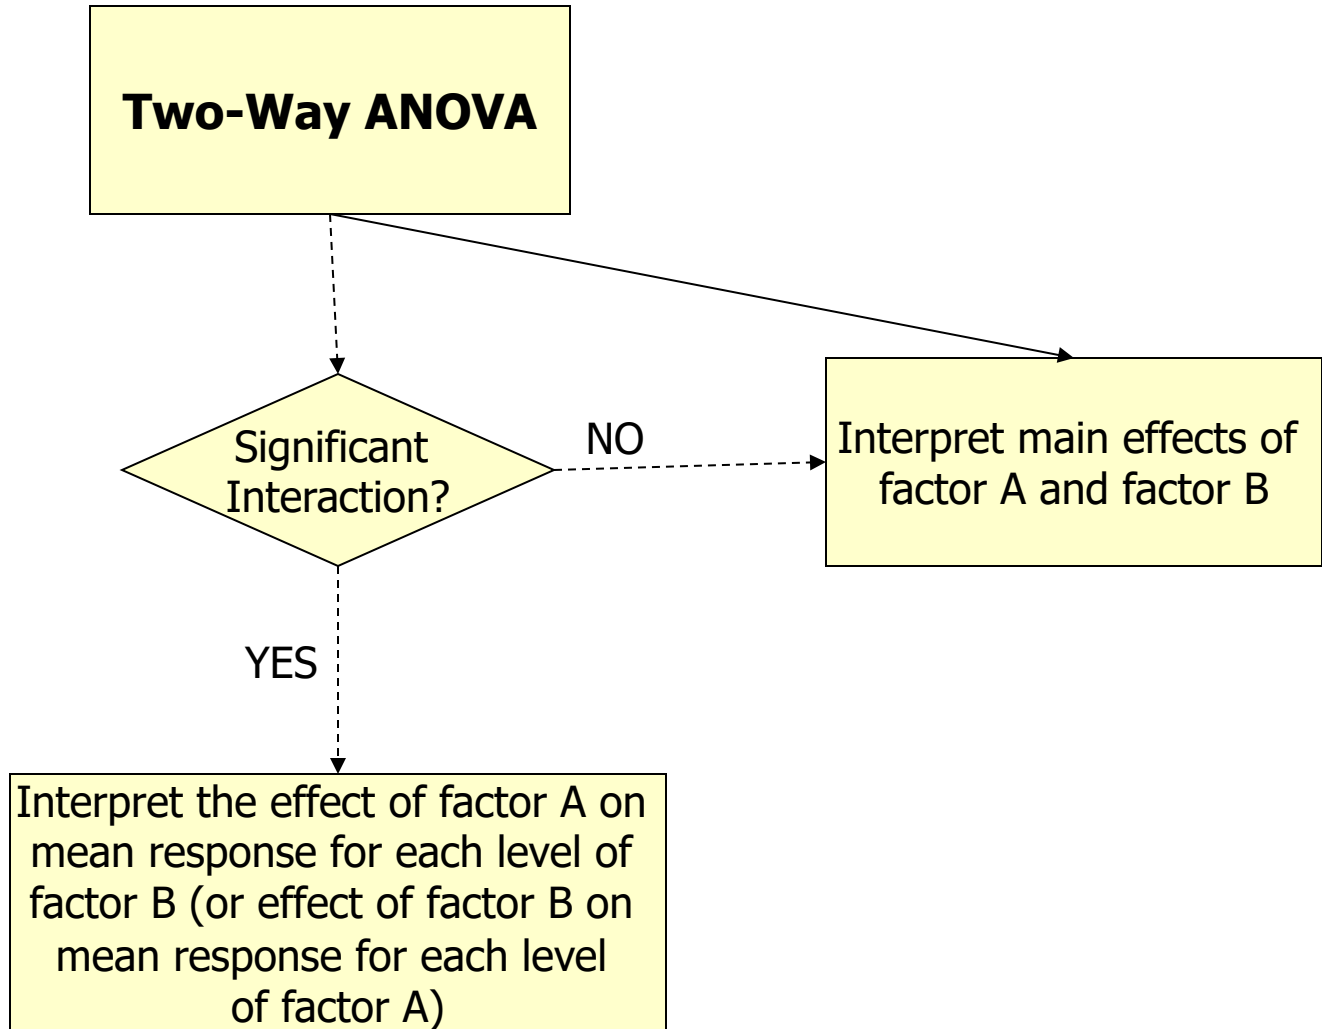 Two-Way ANOVA
Significant
Interaction?
NO
Interpret main effects of
factor A and factor B
YES
Interpret the effect of factor A on
mean response for each level of
factor B (or effect of factor B on
mean response for each level
of factor A)